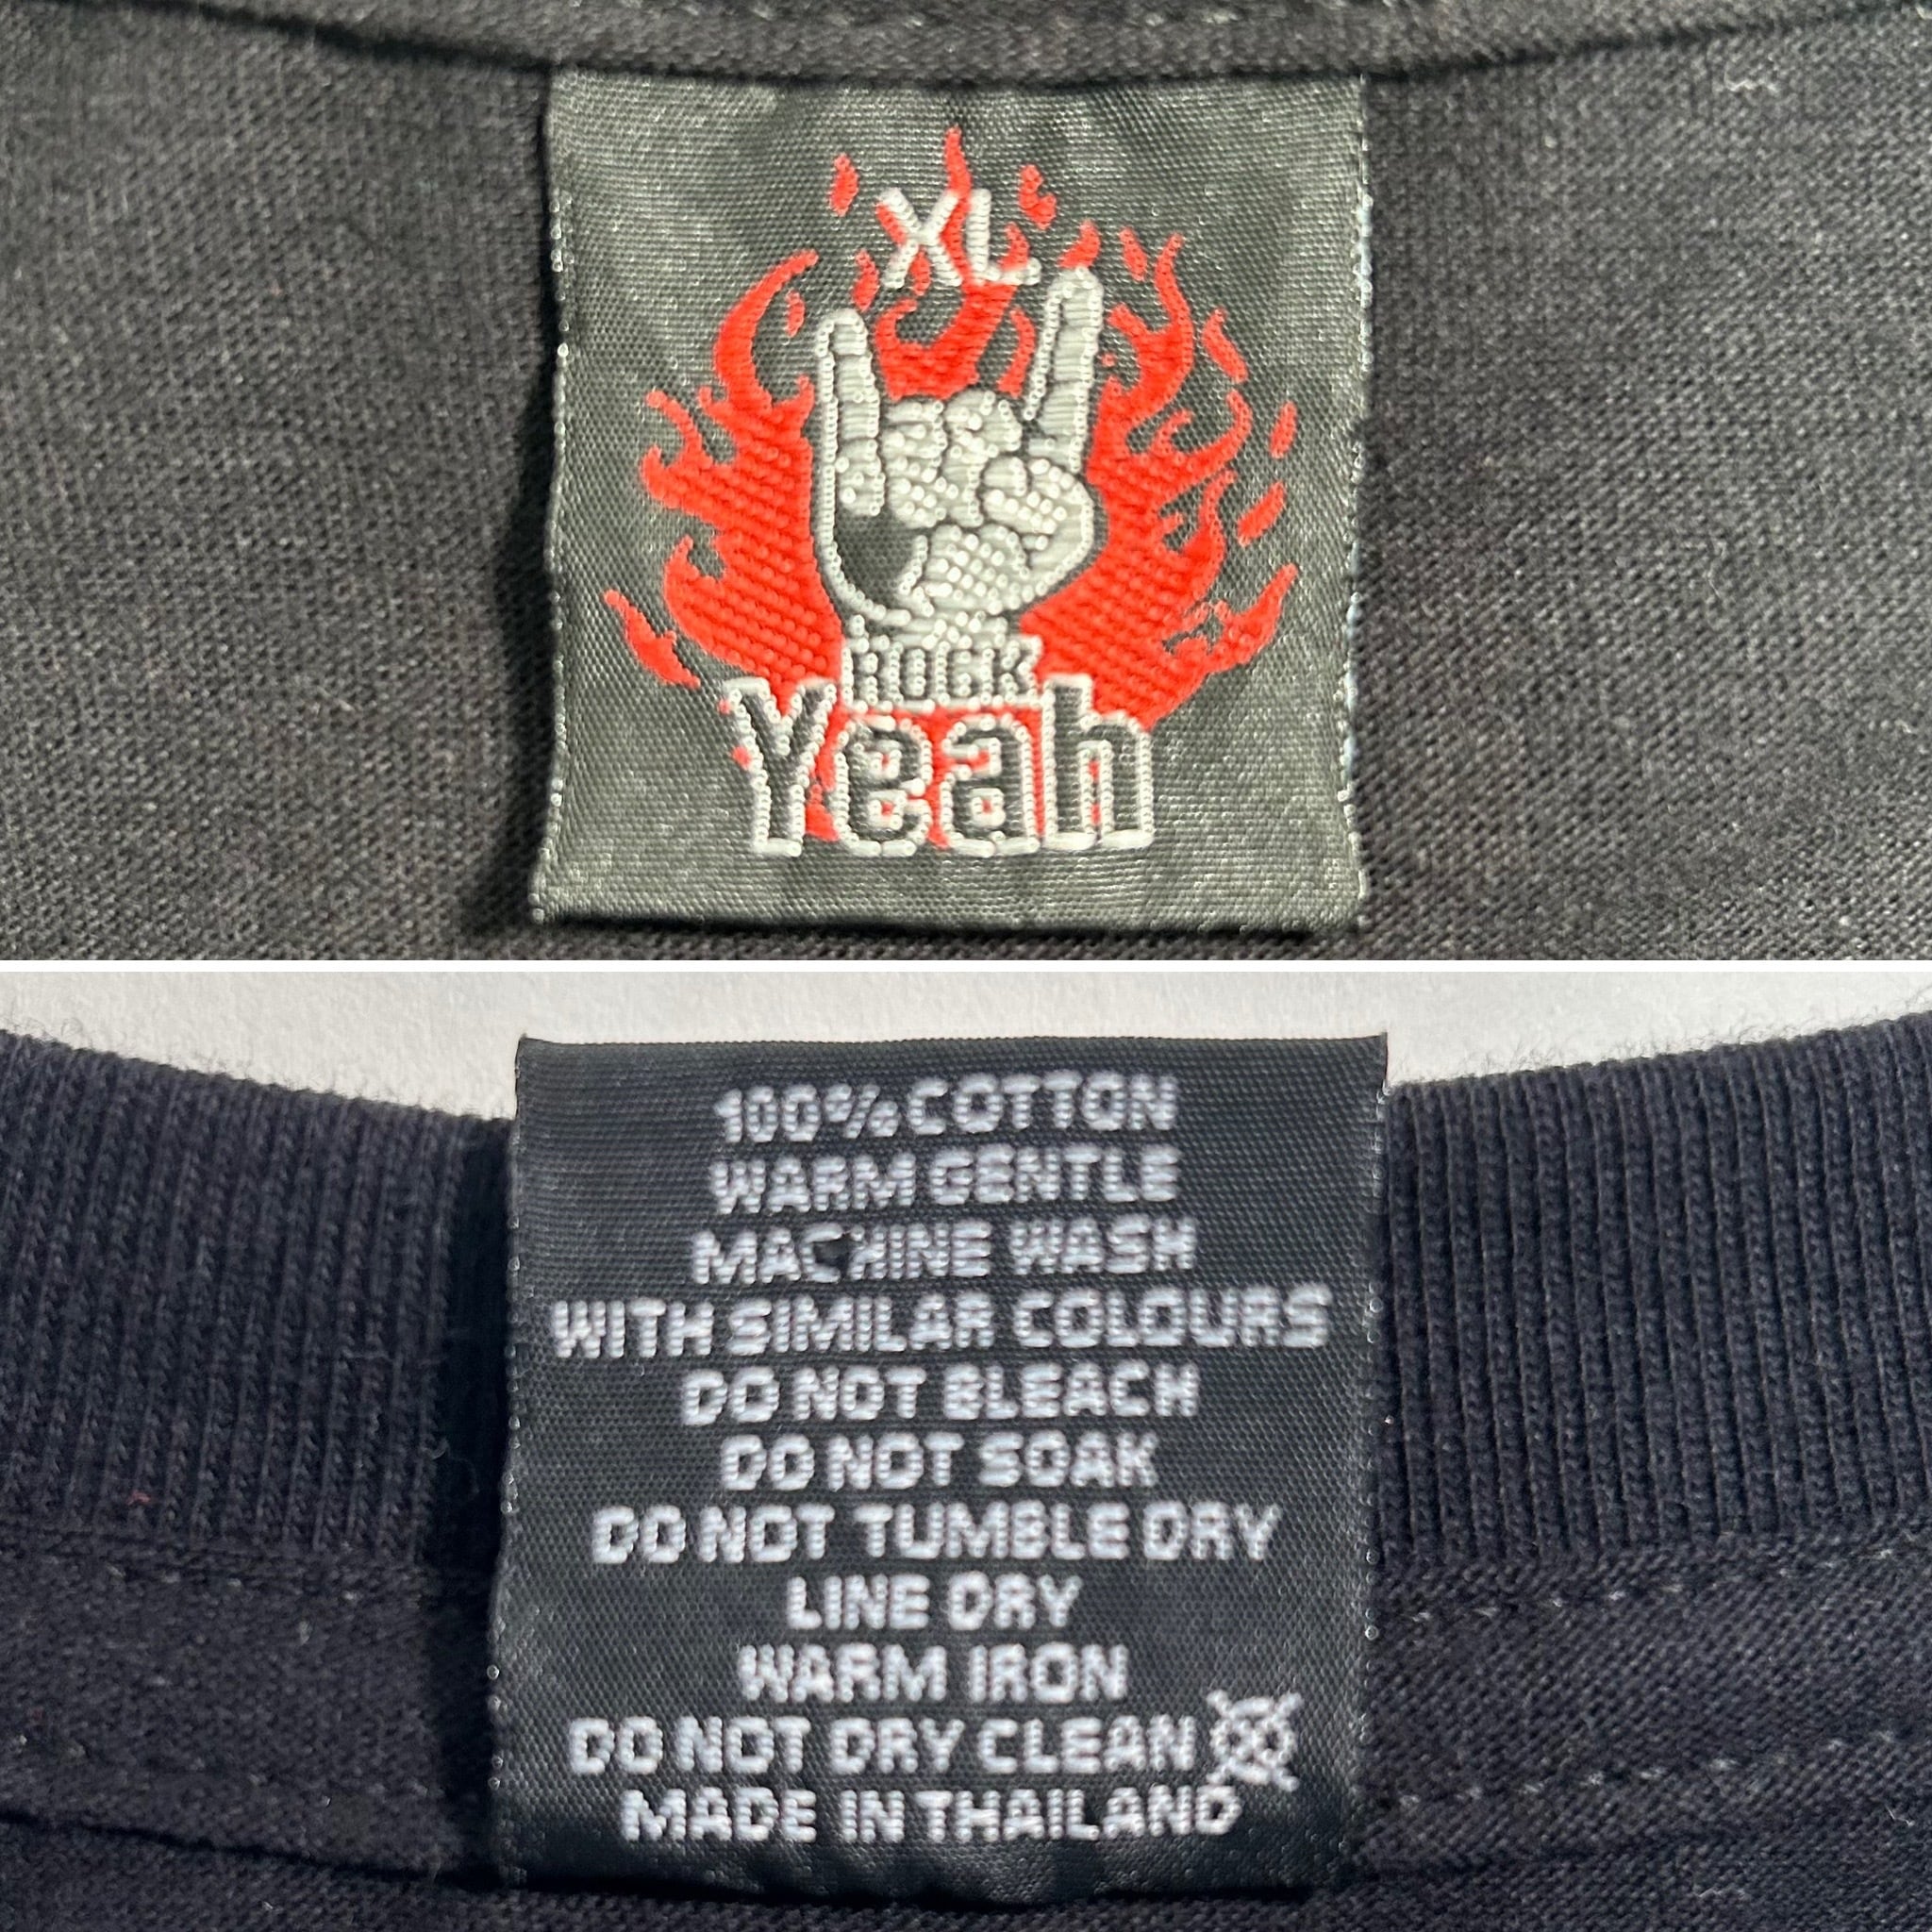 XL
ROCK
Yeah
100% COTTON
WARM GENTLE
MACHINE WASH
WITH SIMILAR COLOURS
DO NOT BLEACH
DO NOT SOAK
DO NOT TUMBLE DRY
LINE DRY
WARM IRON
DO NOT DRY CLEAN
MADE IN THAILAND